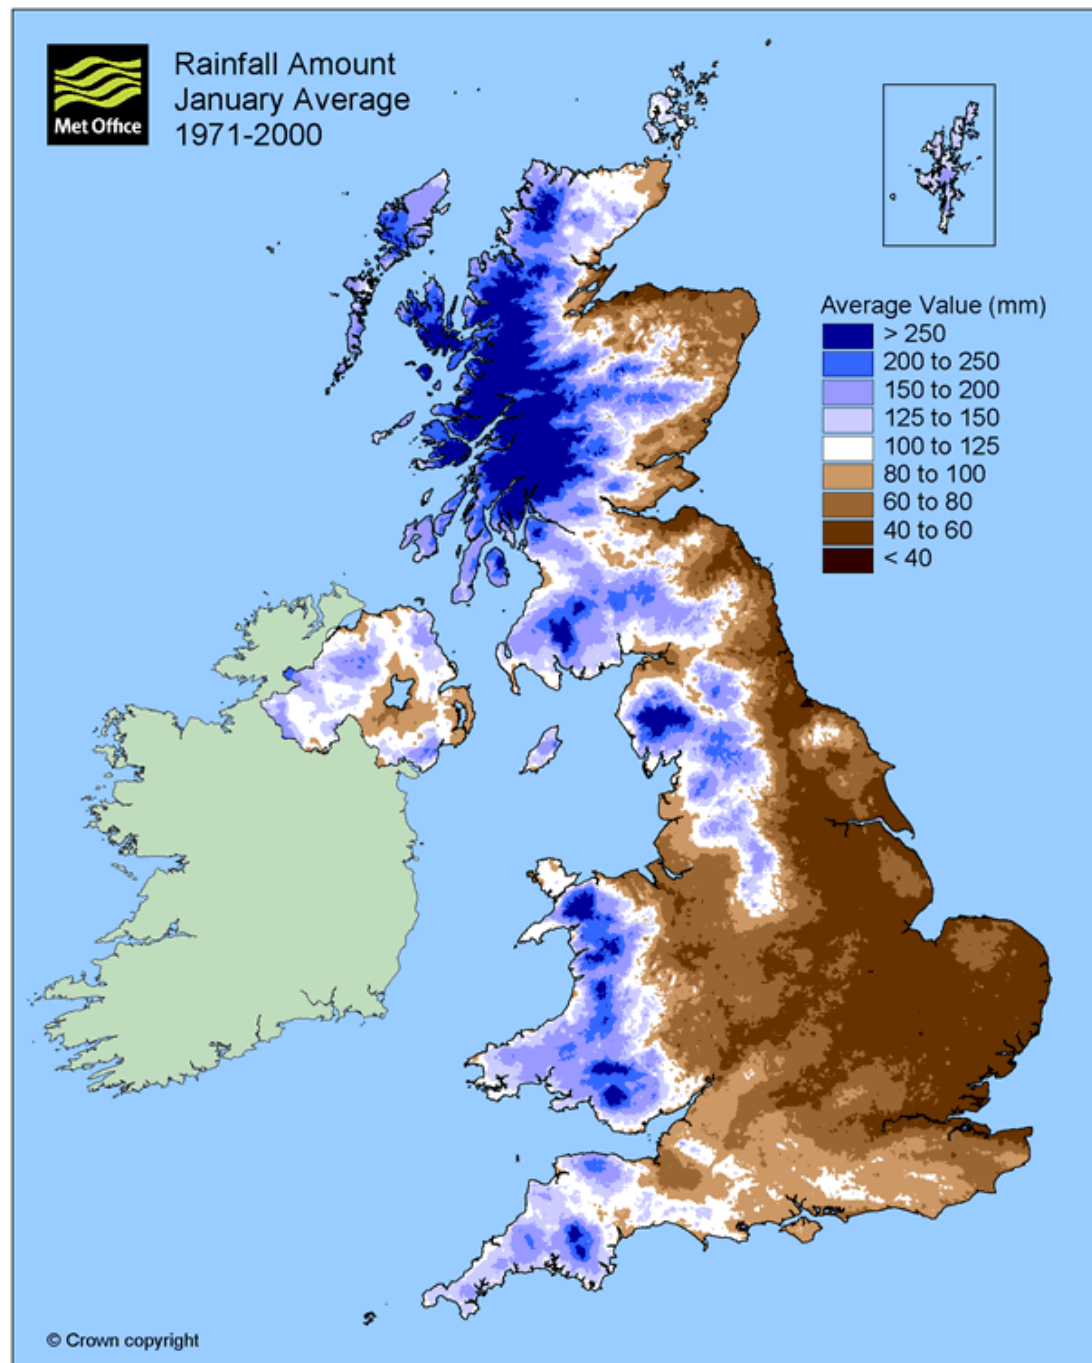 Met Office
Rainfall Amount
January Average
1971-2000
Average Value (mm)
> 250
200 to 250
150 to 200
125 to 150
100 to 125
80 to 100
60 to 80
40 to 60
< 40
© Crown copyright